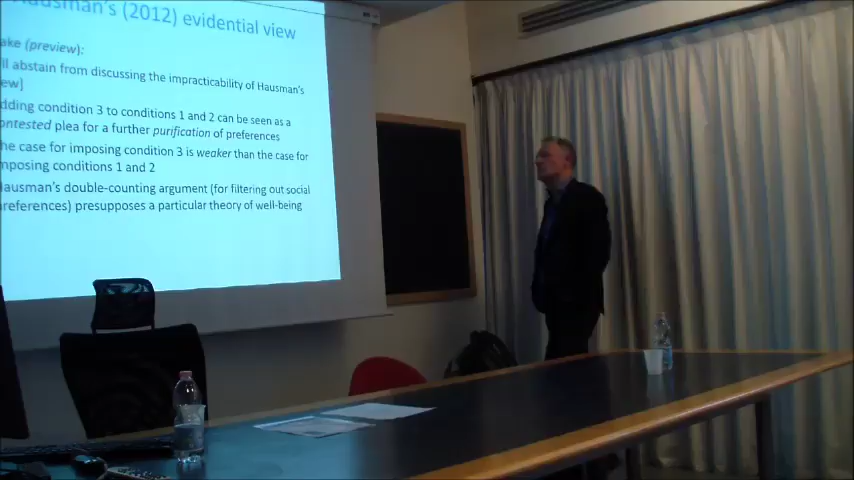 ausman's (2012) evidential view
ake (preview):
ll abstain from discussing the impracticability of Hausman's
ew]
dding condition 3 to conditions 1 and 2 can be seen as a
ontested plea for a further purification of preferences
he case for imposing condition 3 is weaker than the case for
mposing conditions 1 and 2
ausman's double-counting argument (for filtering out social
references) presupposes a particular theory of well-being